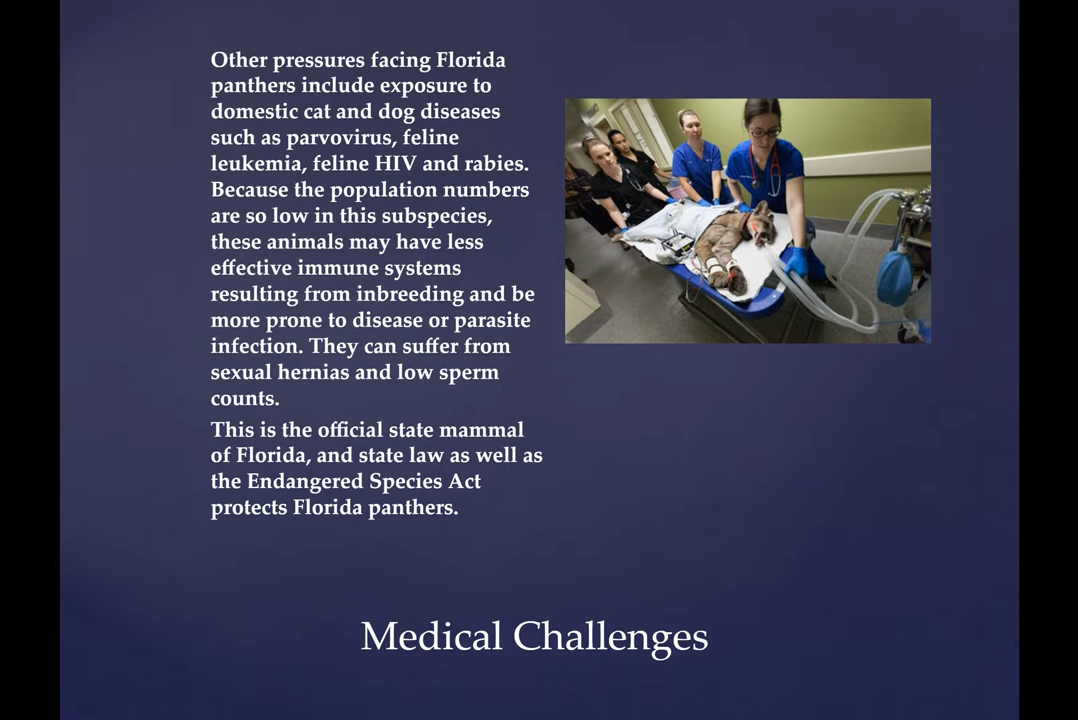 Other pressures facing Florida
panthers include exposure to
domestic cat and dog diseases
such as parvovirus, feline
leukemia, feline HIV and rabies.
Because the population numbers
are so low in this subspecies,
these animals may have less
effective immune systems
resulting from inbreeding and be
more prone to disease or parasite
infection. They can suffer from
sexual hernias and low sperm
counts.
This is the official state mammal
of Florida, and state law as well as
the Endangered Species Act
protects Florida panthers.
Medical Challenges